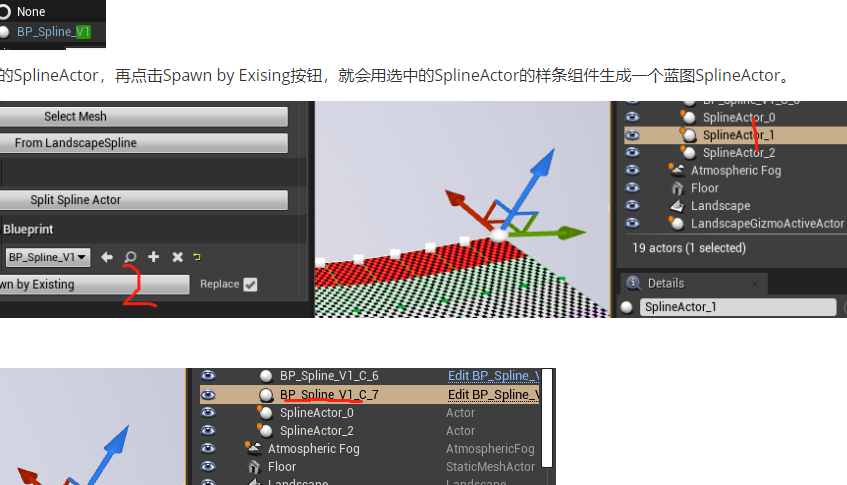 None
BP_Spline_V1
的SplineActor，再点击Spawn by Exising按钮，就会用选中的SplineActor的样条组件生成一个蓝图SplineActor。
Select Mesh
From LandscapeSpline
Split Spline Actor
Blueprint
BP_Spline_V1
wn by Existing
Replace
2
SplineActor_0
SplineActor_1
SplineActor_2
Atmospheric Fog
Floor
Landscape
LandscapeGizmoActiveActor
19 actors (1 selected)
Details
SplineActor_1
BP_Spline_V1_C_6 Edit BP_Spline_V
BP_Spline_V1_C_7 Edit BP_Spline_V
SplineActor_0 Actor
SplineActor_2 Actor
Atmospheric Fog AtmosphericFog
Floor StaticMeshActor
Landscape